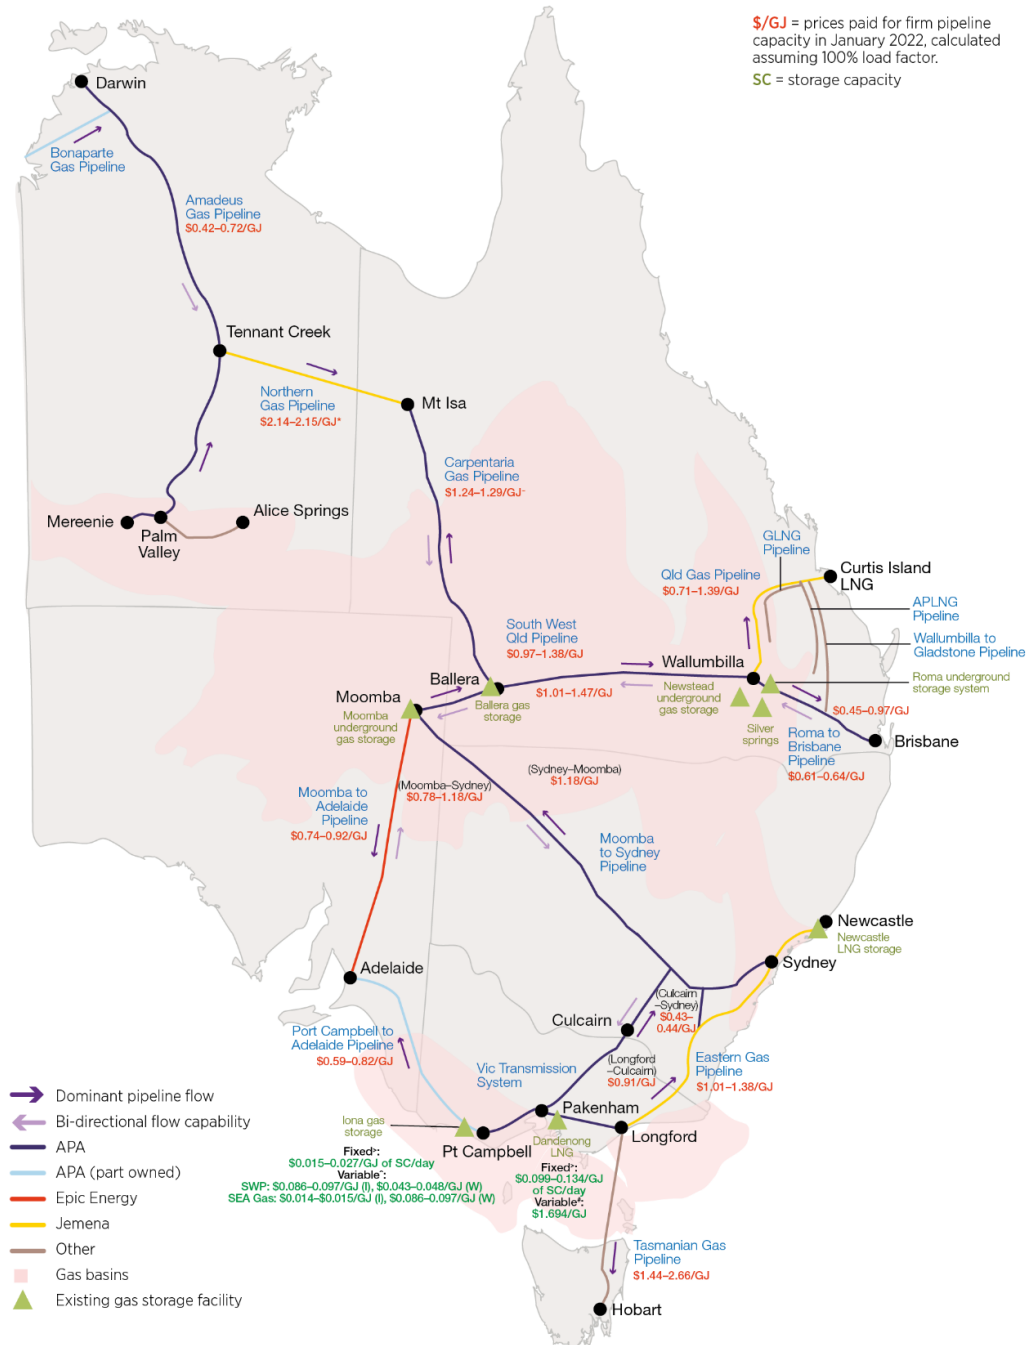 $/GJ = prices paid for firm pipeline
capacity in January 2022, calculated
assuming 100% load factor.
SC = storage capacity
Darwin
Bonaparte
Gas Pipeline
Amadeus
Gas Pipeline
$0.42–0.72/GJ
Tennant Creek
Northern
Gas Pipeline
$2.14–2.15/GJ*
Mt Isa
Carpentaria
Gas Pipeline
$1.24–1.29/GJ~
Mereenie
Palm
Valley
Alice Springs
GLNG
Pipeline
Qld Gas Pipeline
$0.71–1.39/GJ
Curtis Island
LNG
APLNG
Pipeline
Wallumbilla to
Gladstone Pipeline
South West
Qld Pipeline
$0.97–1.38/GJ
Wallumbilla
Roma underground
storage system
Ballera
Ballera gas
storage
$1.01–1.47/GJ
Newstead
underground
gas storage
Silver
springs
$0.45–0.97/GJ
Roma to
Brisbane
Pipeline
$0.61–0.64/GJ
Brisbane
Moomba
Moomba
underground
gas storage
(Sydney–Moomba)
$1.18/GJ
(Moomba–Sydney)
$0.78–1.18/GJ
Moomba to
Adelaide
Pipeline
$0.74–0.92/GJ
Moomba
to Sydney
Pipeline
Newcastle
Newcastle
LNG storage
Sydney
Adelaide
(Culcairn
–Sydney)
$0.43–
0.44/GJ
Culcairn
Port Campbell to
Adelaide Pipeline
$0.59–0.82/GJ
Vic Transmission
System
(Longford
–Culcairn)
$0.91/GJ
Eastern Gas
Pipeline
$1.01–1.38/GJ
Iona gas
storage
Pakenham
Longford
Pt Campbell
Dandenong
LNG
Fixed>:
$0.015–0.027/GJ of SC/day
Variable^:
SWP: $0.086–0.097/GJ (I), $0.043–0.048/GJ (W)
SEA Gas: $0.014–$0.015/GJ (I), $0.086–0.097/GJ (W)
Fixed>:
$0.099–0.134/GJ
of SC/day
Variable#:
$1.694/GJ
Tasmanian Gas
Pipeline
$1.44–2.66/GJ
Hobart
Dominant pipeline flow
Bi-directional flow capability
APA
APA (part owned)
Epic Energy
Jemena
Other
Gas basins
Existing gas storage facility